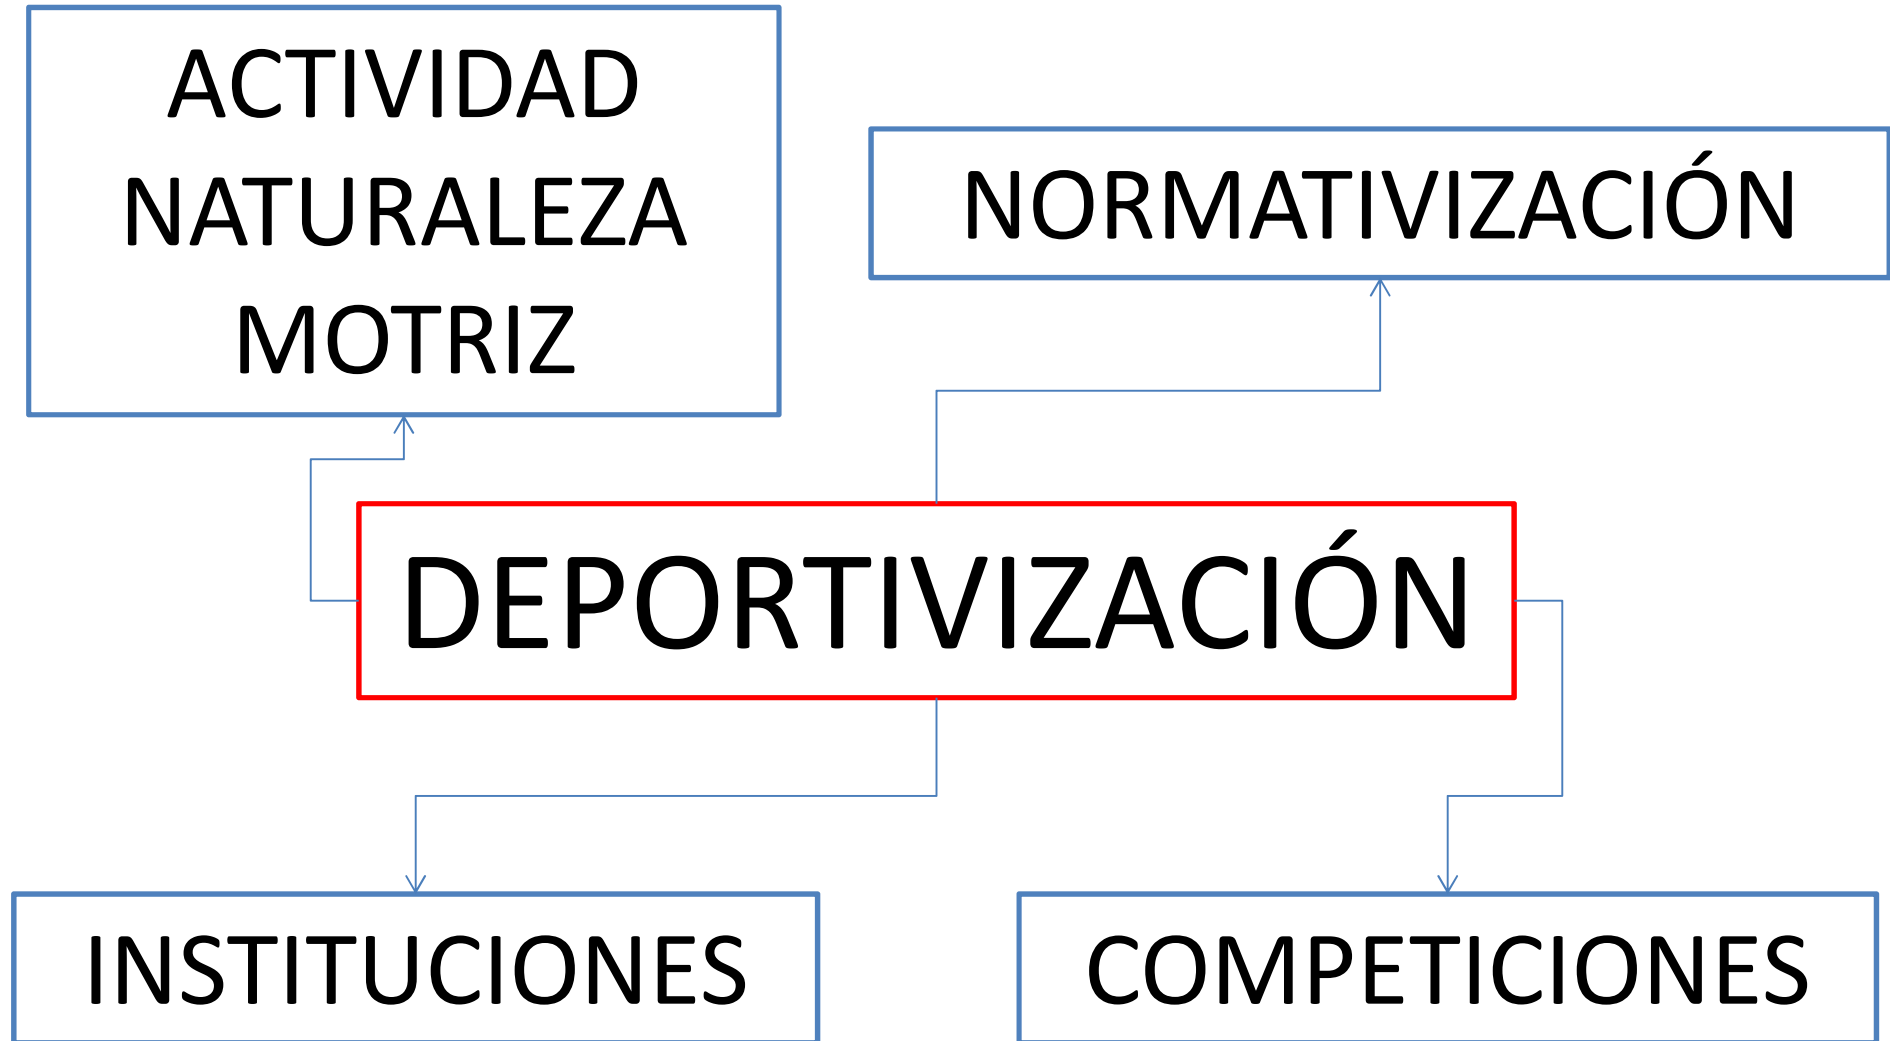 ACTIVIDAD
NATURALEZA
MOTRIZ
NORMATIVIZACIÓN
DEPORTIVIZACIÓN
INSTITUCIONES
COMPETICIONES